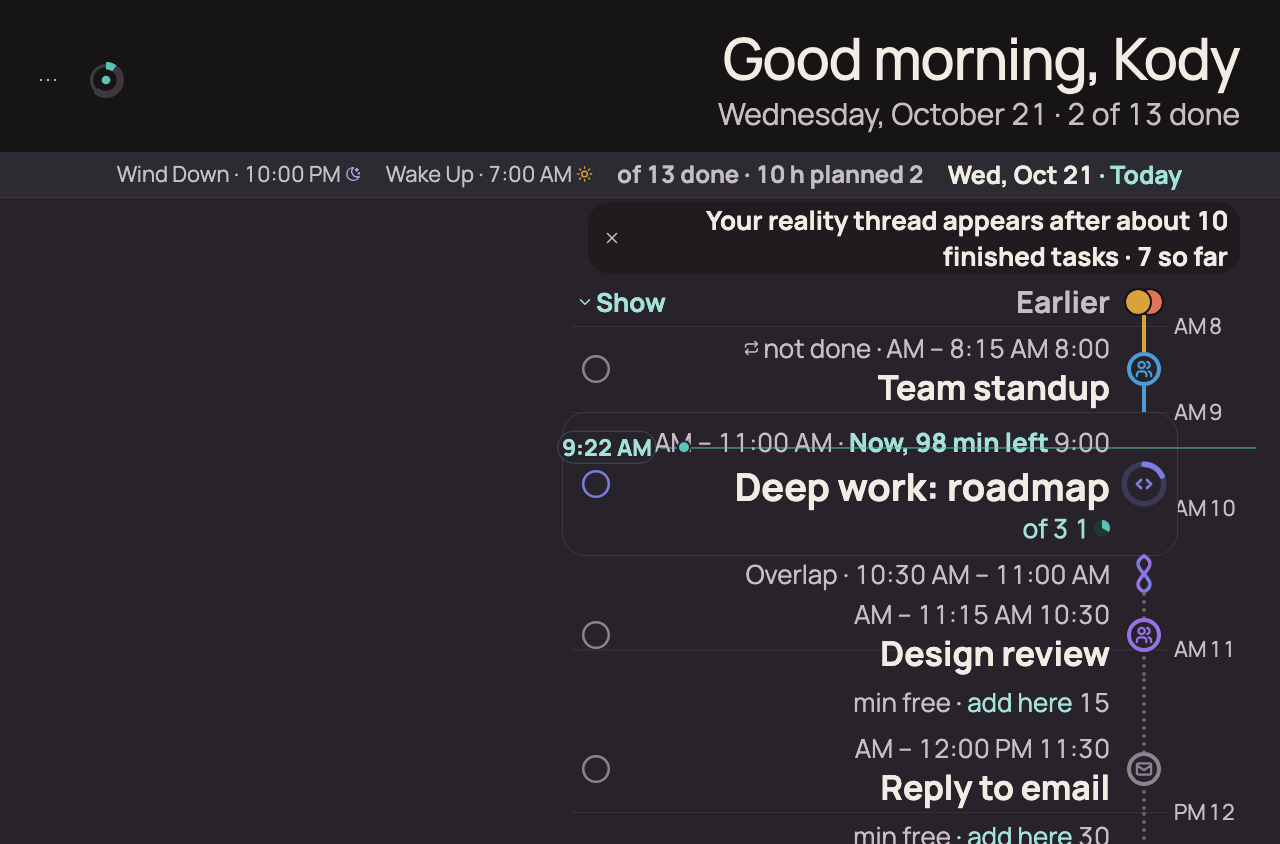 Good morning, Kody
Wednesday, October 21 · 2 of 13 done
Wind Down · 10:00 PM Wake Up · 7:00 AM of 13 done · 10 h planned 2 Wed, Oct 21 · Today
Your reality thread appears after about 10
finished tasks · 7 so far
Show Earlier
AM 8
not done · AM – 8:15 AM 8:00
Team standup
AM 9
9:22 AM AM – 11:00 AM · Now, 98 min left 9:00
Deep work: roadmap
AM 10
of 3 1
Overlap · 10:30 AM – 11:00 AM
AM – 11:15 AM 10:30
Design review
AM 11
min free · add here 15
AM – 12:00 PM 11:30
Reply to email
PM 12
min free · add here 30